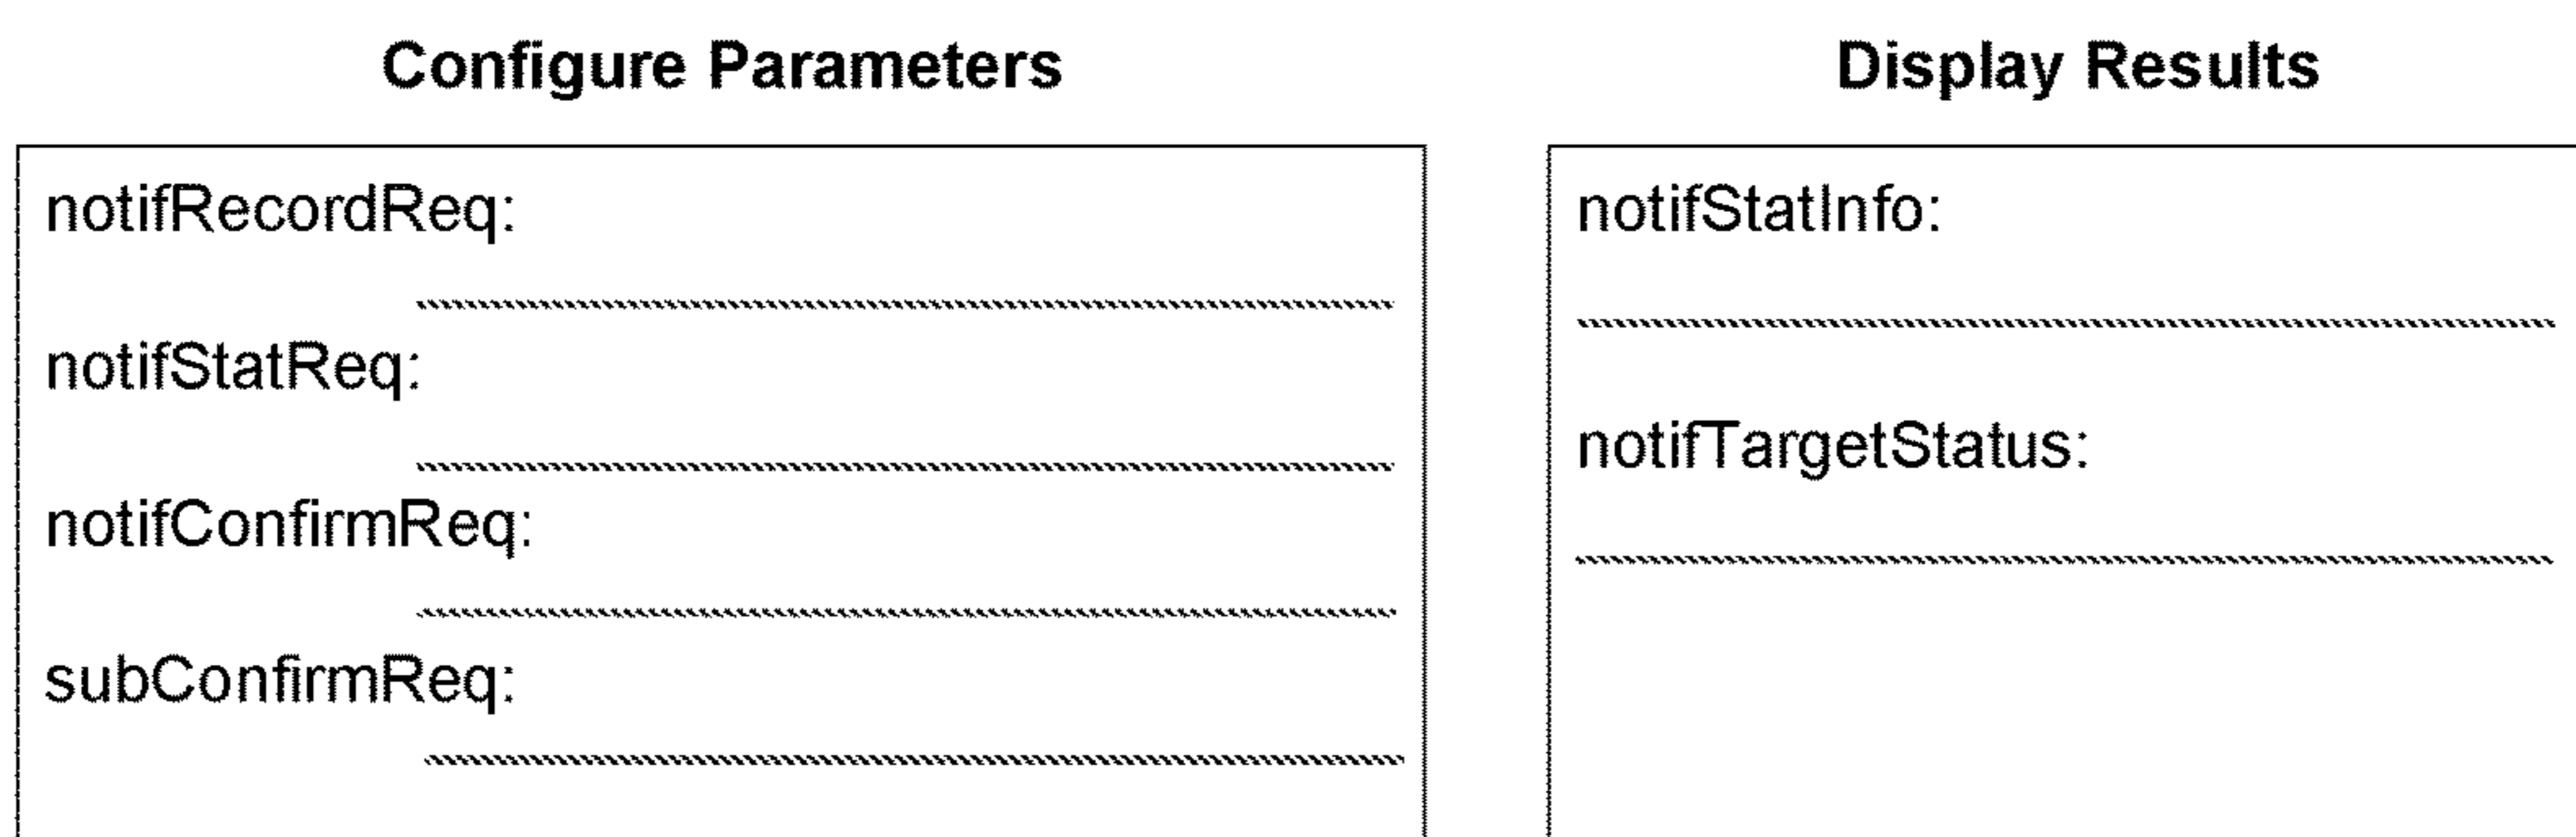 Configure Parameters
notifRecordReq:
notifStatReq:
notifConfirmReq:
subConfirmReq:
Display Results
notifStatInfo:
notifTargetStatus: